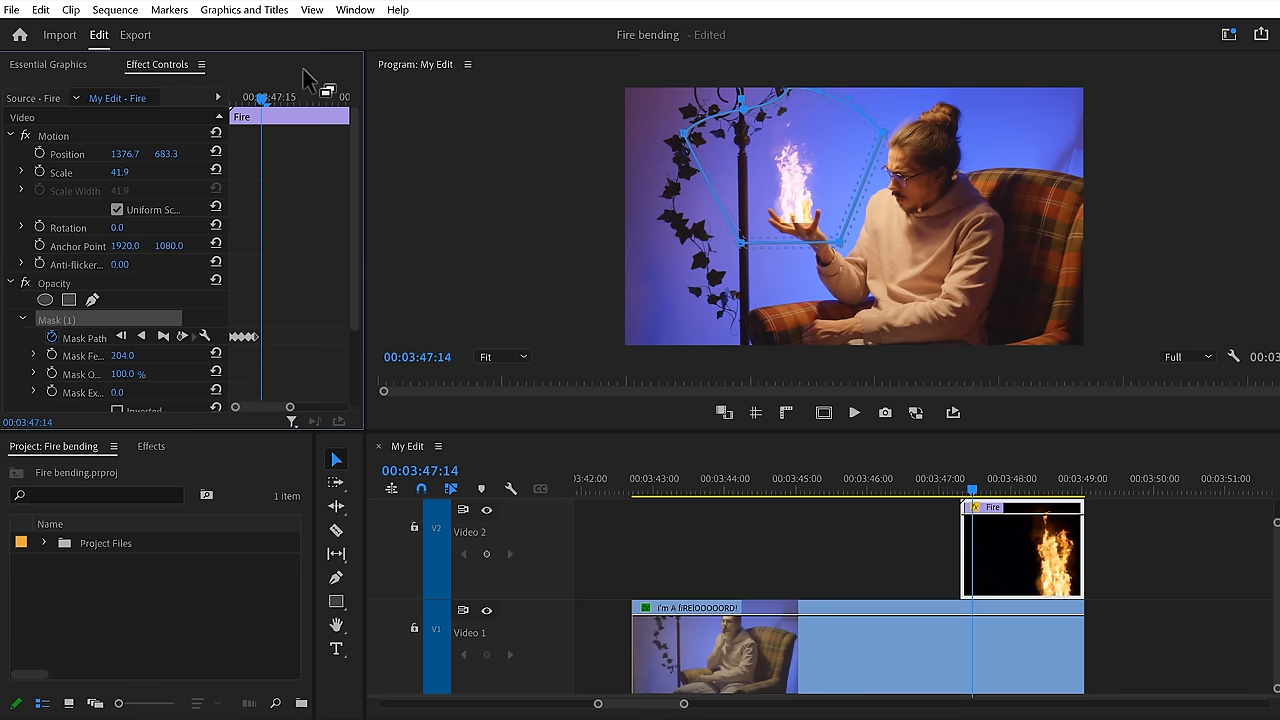 File Edit Clip Sequence Markers Graphics and Titles View Window Help
Import Edit Export
Fire bending - Edited
Essential Graphics Effect Controls
Program: My Edit
Source • Fire My Edit • Fire
00
Video
Fire
Motion
Position 1376.7 683.3
Scale 41.9
Scale Width 41.9
Uniform Sc...
Rotation 0.0
Anchor Point 1920.0 1080.0
Anti-flicker... 0.00
Opacity
Mask (1)
Mask Path
Mask Fe... 204.0
Mask O... 100.0 %
Mask Ex... 0.0
Inverted
00:03:47:14
00:03:47:14 Fit Full 00:03
Project: Fire bending Effects
Fire bending.prproj
1 item
Name
Project Files
× My Edit
00:03:47:14
00:03:42:00 00:03:43:00 00:03:44:00 00:03:45:00 00:03:46:00 00:03:47:00 00:03:48:00 00:03:49:00 00:03:50:00 00:03:51:00
V2 Video 2
fx Fire
V1 Video 1
fx i'm A fiRElOOOOORD!